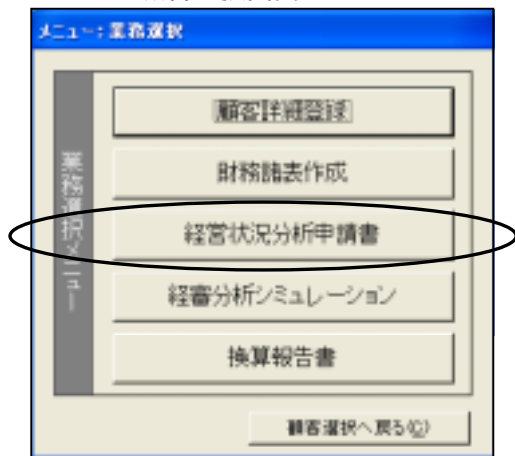 メニュー：業務選択
業務選択メニュー
顧客詳細登録
財務諸表作成
経営状況分析申請書
経審分析シミュレーション
換算報告書
顧客選択へ戻る(C)